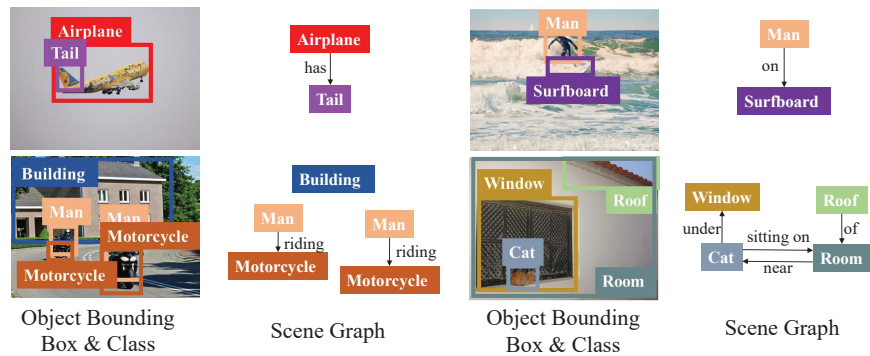 Airplane
Tail
Airplane
has
Tail
Man
Surfboard
Man
on
Surfboard
Building
Man
Man
Motorcycle
Motorcycle
Building
Man
Man
riding
riding
Motorcycle
Motorcycle
Window
Roof
Cat
Room
Window
Roof
under
sitting on
of
Cat
Room
near
Object Bounding
Box & Class
Scene Graph
Object Bounding
Box & Class
Scene Graph